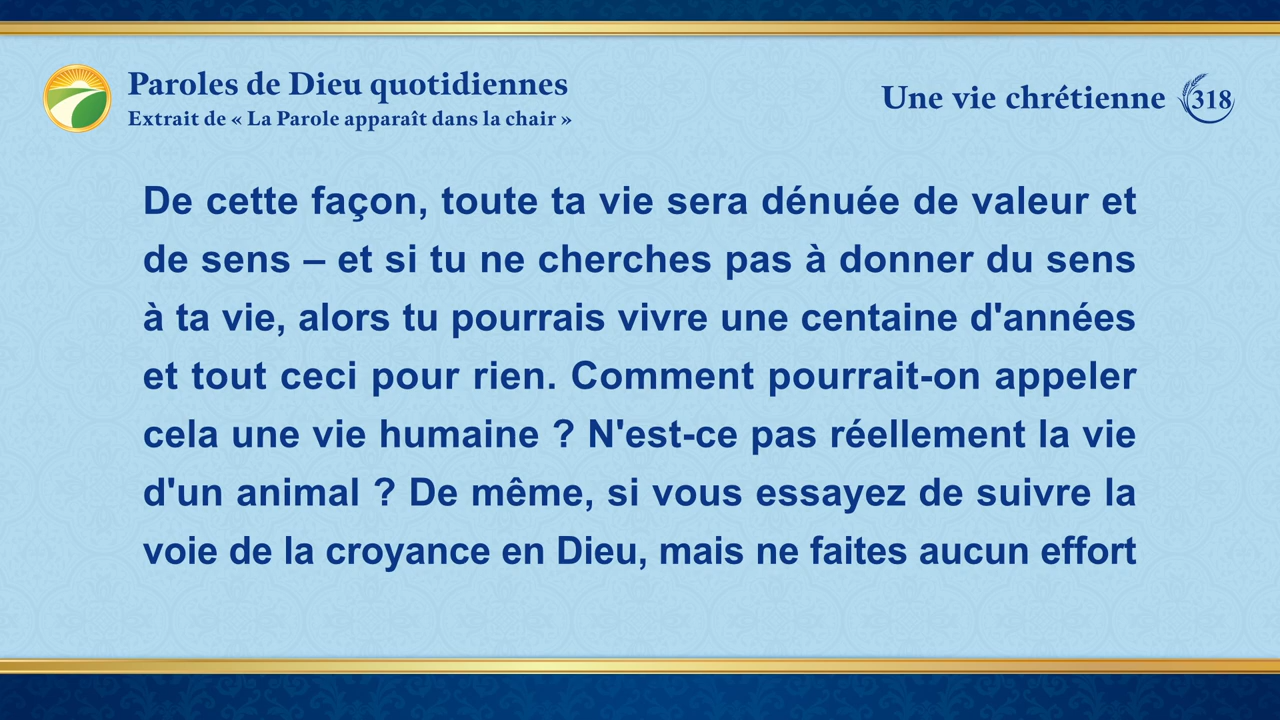 Paroles de Dieu quotidiennes
Extrait de « La Parole apparaît dans la chair »
Une vie chrétienne 318
De cette façon, toute ta vie sera dénuée de valeur et
de sens – et si tu ne cherches pas à donner du sens
à ta vie, alors tu pourrais vivre une centaine d'années
et tout ceci pour rien. Comment pourrait-on appeler
cela une vie humaine ? N'est-ce pas réellement la vie
d'un animal ? De même, si vous essayez de suivre la
voie de la croyance en Dieu, mais ne faites aucun effort